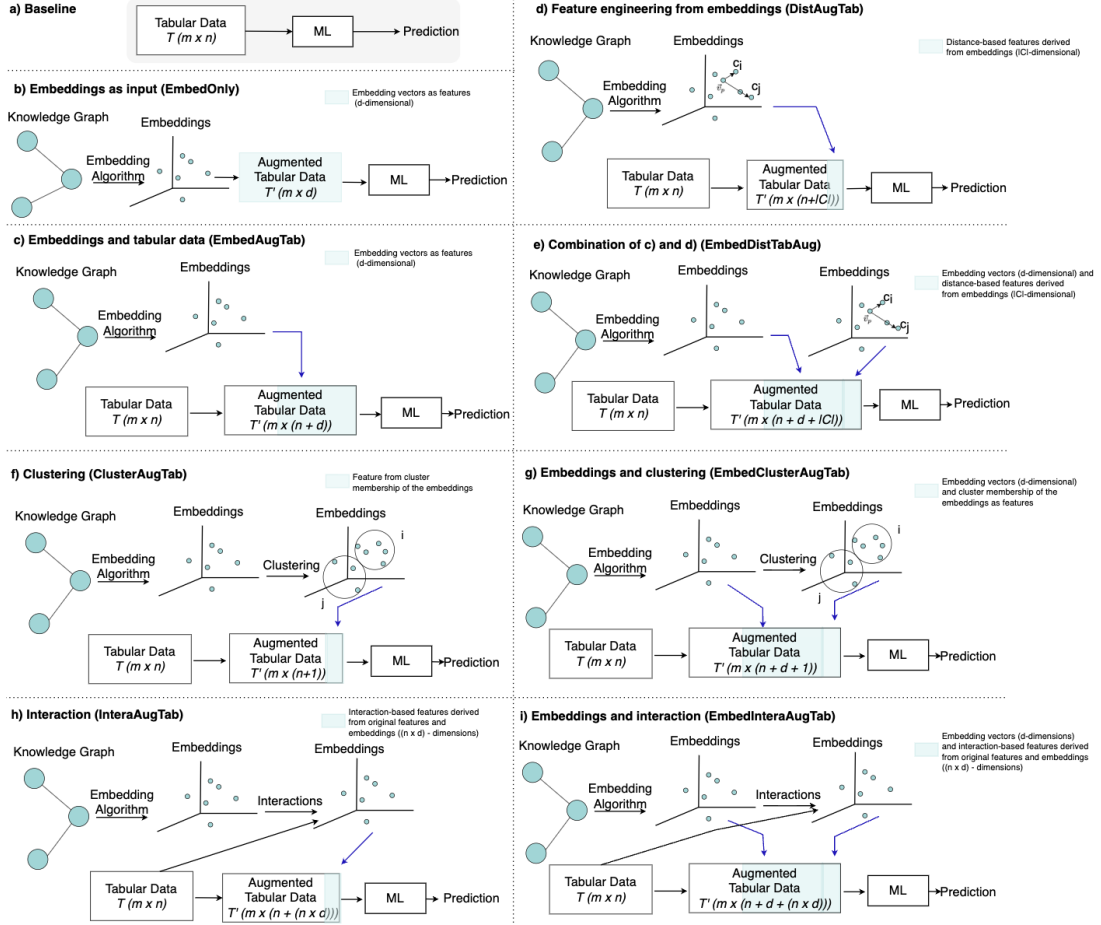 a) Baseline
Tabular Data
T (m x n)
ML
Prediction
b) Embeddings as input (EmbedOnly)
Embedding vectors as features
(d-dimensional)
Knowledge Graph
Embeddings
Embedding
Algorithm
Augmented
Tabular Data
T' (m x d)
ML
Prediction
c) Embeddings and tabular data (EmbedAugTab)
Embedding vectors as features
(d-dimensional)
Knowledge Graph
Embeddings
Embedding
Algorithm
Tabular Data
T (m x n)
Augmented
Tabular Data
T' (m x (n + d))
ML
Prediction
d) Feature engineering from embeddings (DistAugTab)
Distance-based features derived
from embeddings (|C|-dimensional)
Knowledge Graph
Embeddings
Embedding
Algorithm
Ci
Cj
Tabular Data
T (m x n)
Augmented
Tabular Data
T' (m x (n+|C|))
ML
Prediction
e) Combination of c) and d) (EmbedDistTabAug)
Embedding vectors (d-dimensional) and
distance-based features derived
from embeddings (|C|-dimensional)
Knowledge Graph
Embeddings
Embeddings
Embedding
Algorithm
Ci
Cj
Tabular Data
T (m x n)
Augmented
Tabular Data
T' (m x (n + d + |C|))
ML
Prediction
f) Clustering (ClusterAugTab)
Feature from cluster
membership of the embeddings
Knowledge Graph
Embeddings
Embeddings
Embedding
Algorithm
Clustering
i
j
Tabular Data
T (m x n)
Augmented
Tabular Data
T' (m x (n+1))
ML
Prediction
g) Embeddings and clustering (EmbedClusterAugTab)
Embedding vectors (d-dimensional)
and cluster membership of the
embeddings as features
Knowledge Graph
Embeddings
Embeddings
Embedding
Algorithm
Clustering
i
j
Tabular Data
T (m x n)
Augmented
Tabular Data
T' (m x (n + d + 1))
ML
Prediction
h) Interaction (InteraAugTab)
Interaction-based features derived
from original features and
embeddings ((n x d) - dimensions)
Knowledge Graph
Embeddings
Embeddings
Embedding
Algorithm
Interactions
Tabular Data
T (m x n)
Augmented
Tabular Data
T' (m x (n + (n x d)))
ML
Prediction
i) Embeddings and interaction (EmbedInteraAugTab)
Embedding vectors (d-dimensions)
and interaction-based features derived
from original features and embeddings
((n x d) - dimensions)
Knowledge Graph
Embeddings
Embeddings
Embedding
Algorithm
Interactions
Tabular Data
T (m x n)
Augmented
Tabular Data
T' (m x (n + d + (n x d)))
ML
Prediction